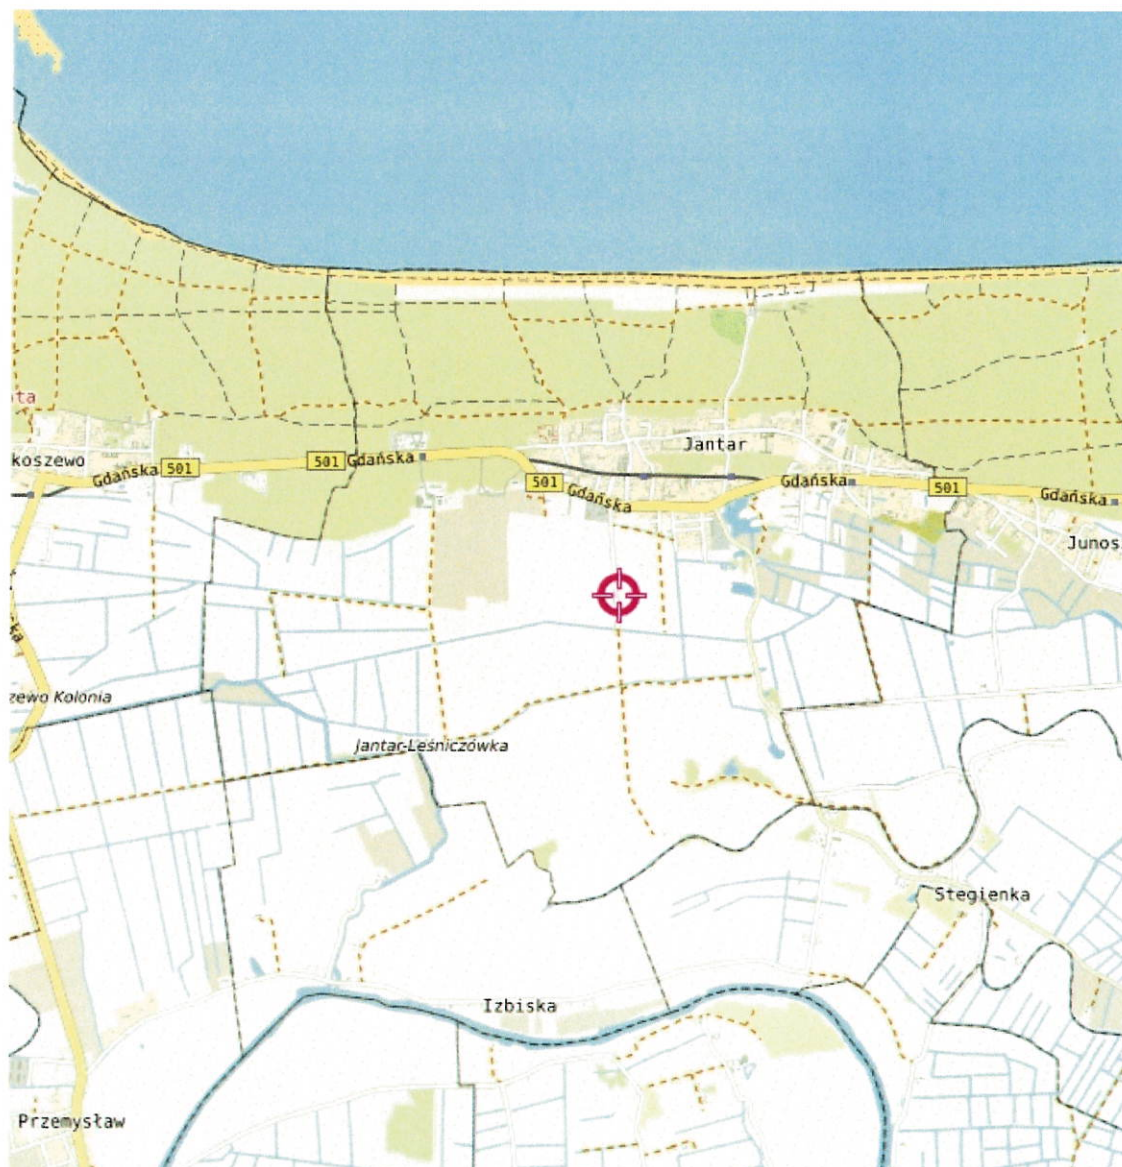 ta
Jantar
koszewo
Gdańska
501
501
Gdańska
501
Gdańska
Gdańska
501
Gdańska
Junos
zewo Kolonia
Jantar-Leśniczówka
Stegienka
Izbiska
Przemysław